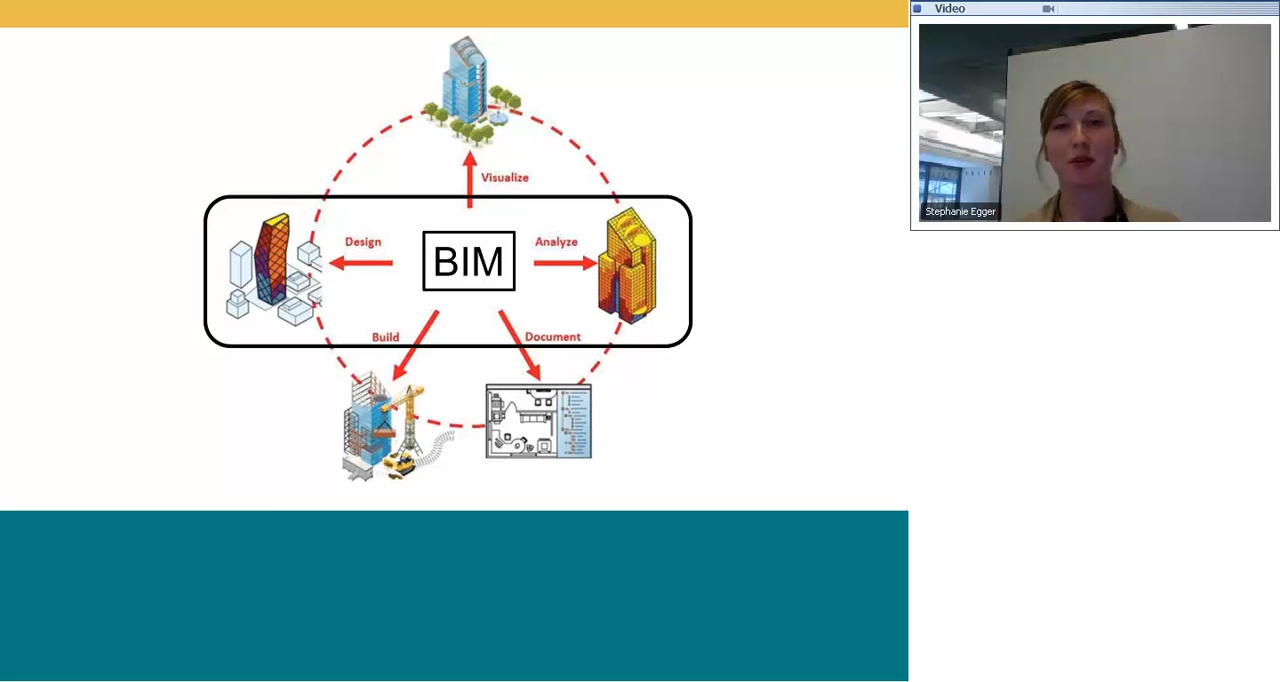 Video
Visualize
Design
BIM
Analyze
Stephanie Egger
Build
Document